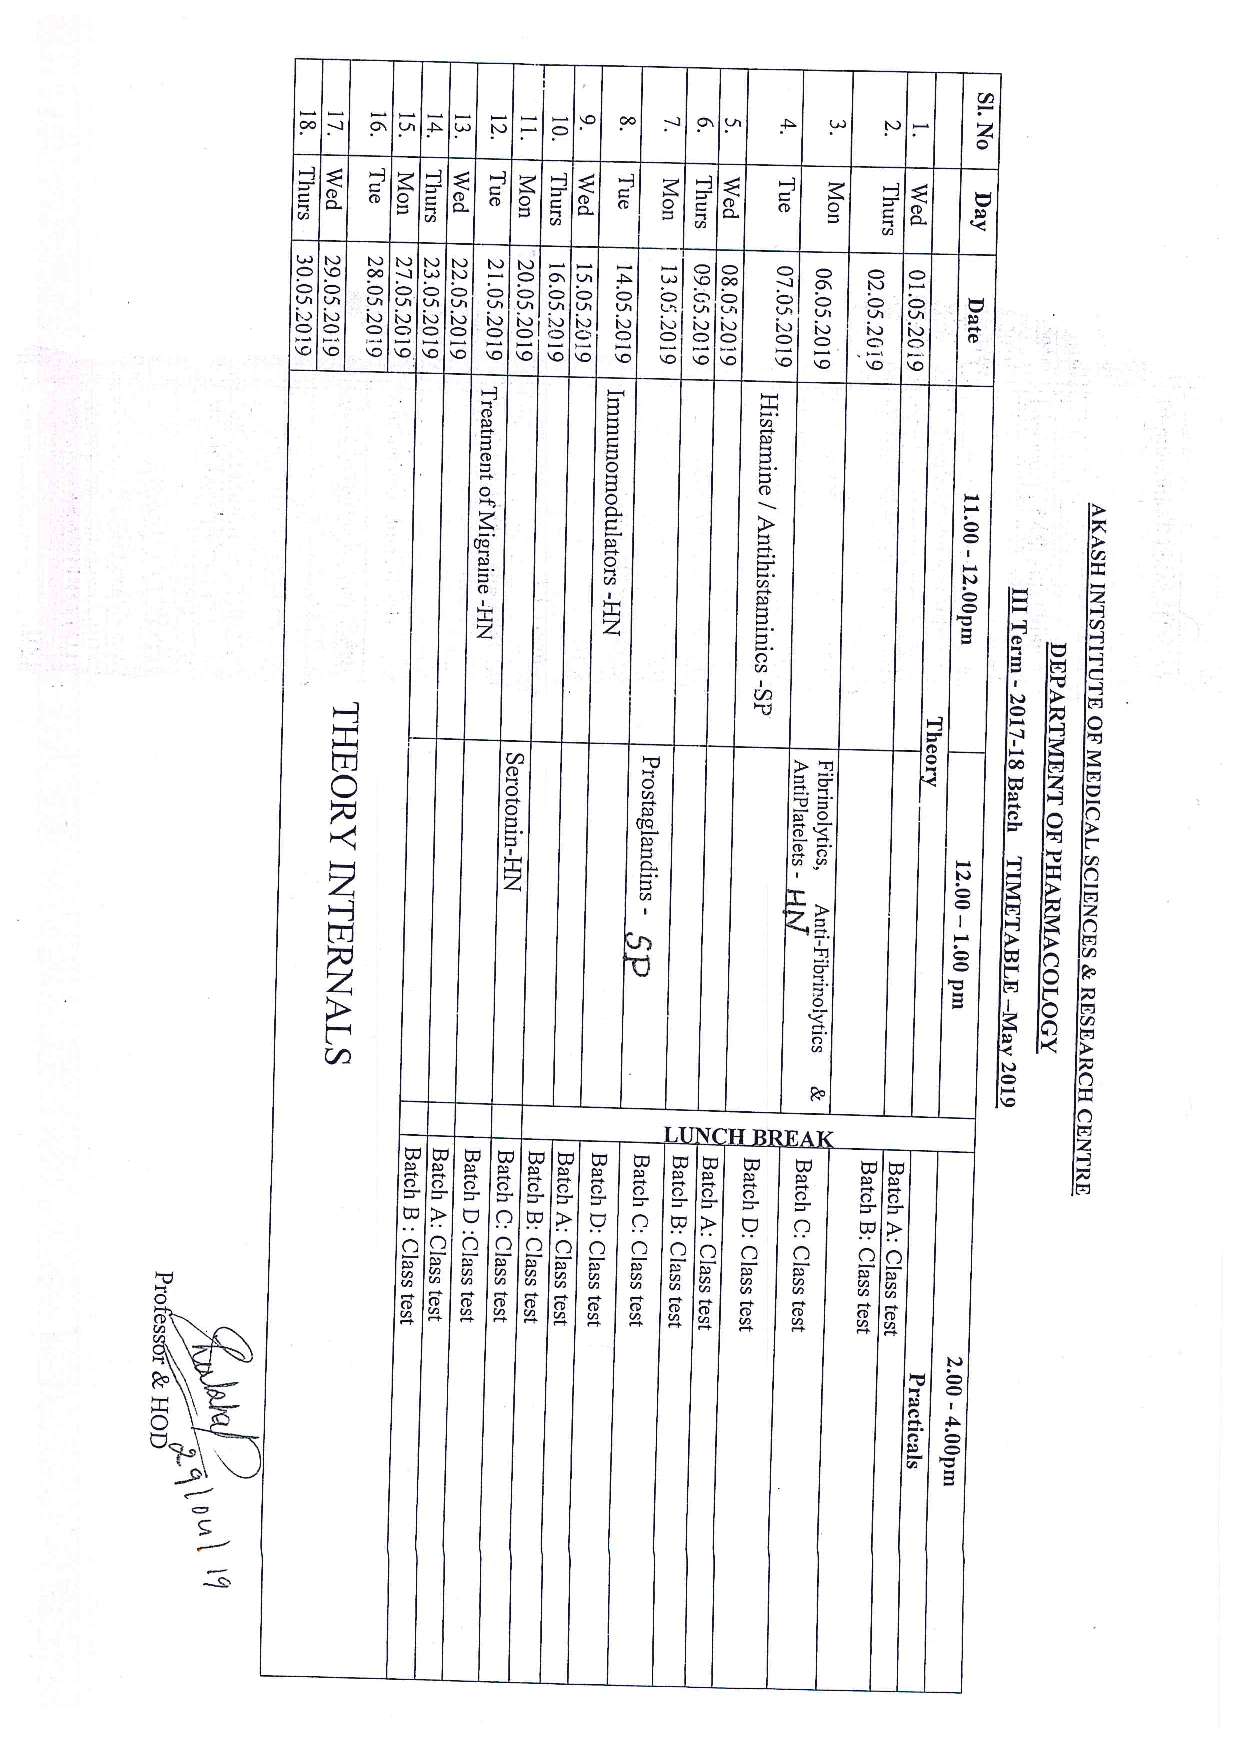 AKASH INTSTITUTE OF MEDICAL SCIENCES & RESEARCH CENTRE
DEPARTMENT OF PHARMACOLOGY
III Term - 2017-18 Batch TIMETABLE –May 2019
Sl. No Day Date 11.00 - 12.00pm 12.00 – 1.00 pm 2.00 - 4.00pm
Theory LUNCH BREAK Practicals
1. Wed 01.05.2019 Batch A: Class test
2. Thurs 02.05.2019 Batch B: Class test
3. Mon 06.05.2019 Fibrinolytics, Anti-Fibrinolytics & Batch C: Class test
AntiPlatelets - HN
4. Tue 07.05.2019 Histamine / Antihistaminics -SP Batch D: Class test
5. Wed 08.05.2019 Batch A: Class test
6. Thurs 09.05.2019 Batch B: Class test
7. Mon 13.05.2019 Prostaglandins - SP Batch C: Class test
8. Tue 14.05.2019 Immunomodulators -HN Batch D: Class test
9. Wed 15.05.2019 Batch A: Class test
10. Thurs 16.05.2019 Batch B: Class test
11. Mon 20.05.2019 Serotonin-HN Batch C: Class test
12. Tue 21.05.2019 Treatment of Migraine -HN Batch D :Class test
13. Wed 22.05.2019 Batch A: Class test
14. Thurs 23.05.2019 Batch B : Class test
15. Mon 27.05.2019
16. Tue 28.05.2019 THEORY INTERNALS
17. Wed 29.05.2019
18. Thurs 30.05.2019
29/04/19
Professor & HOD